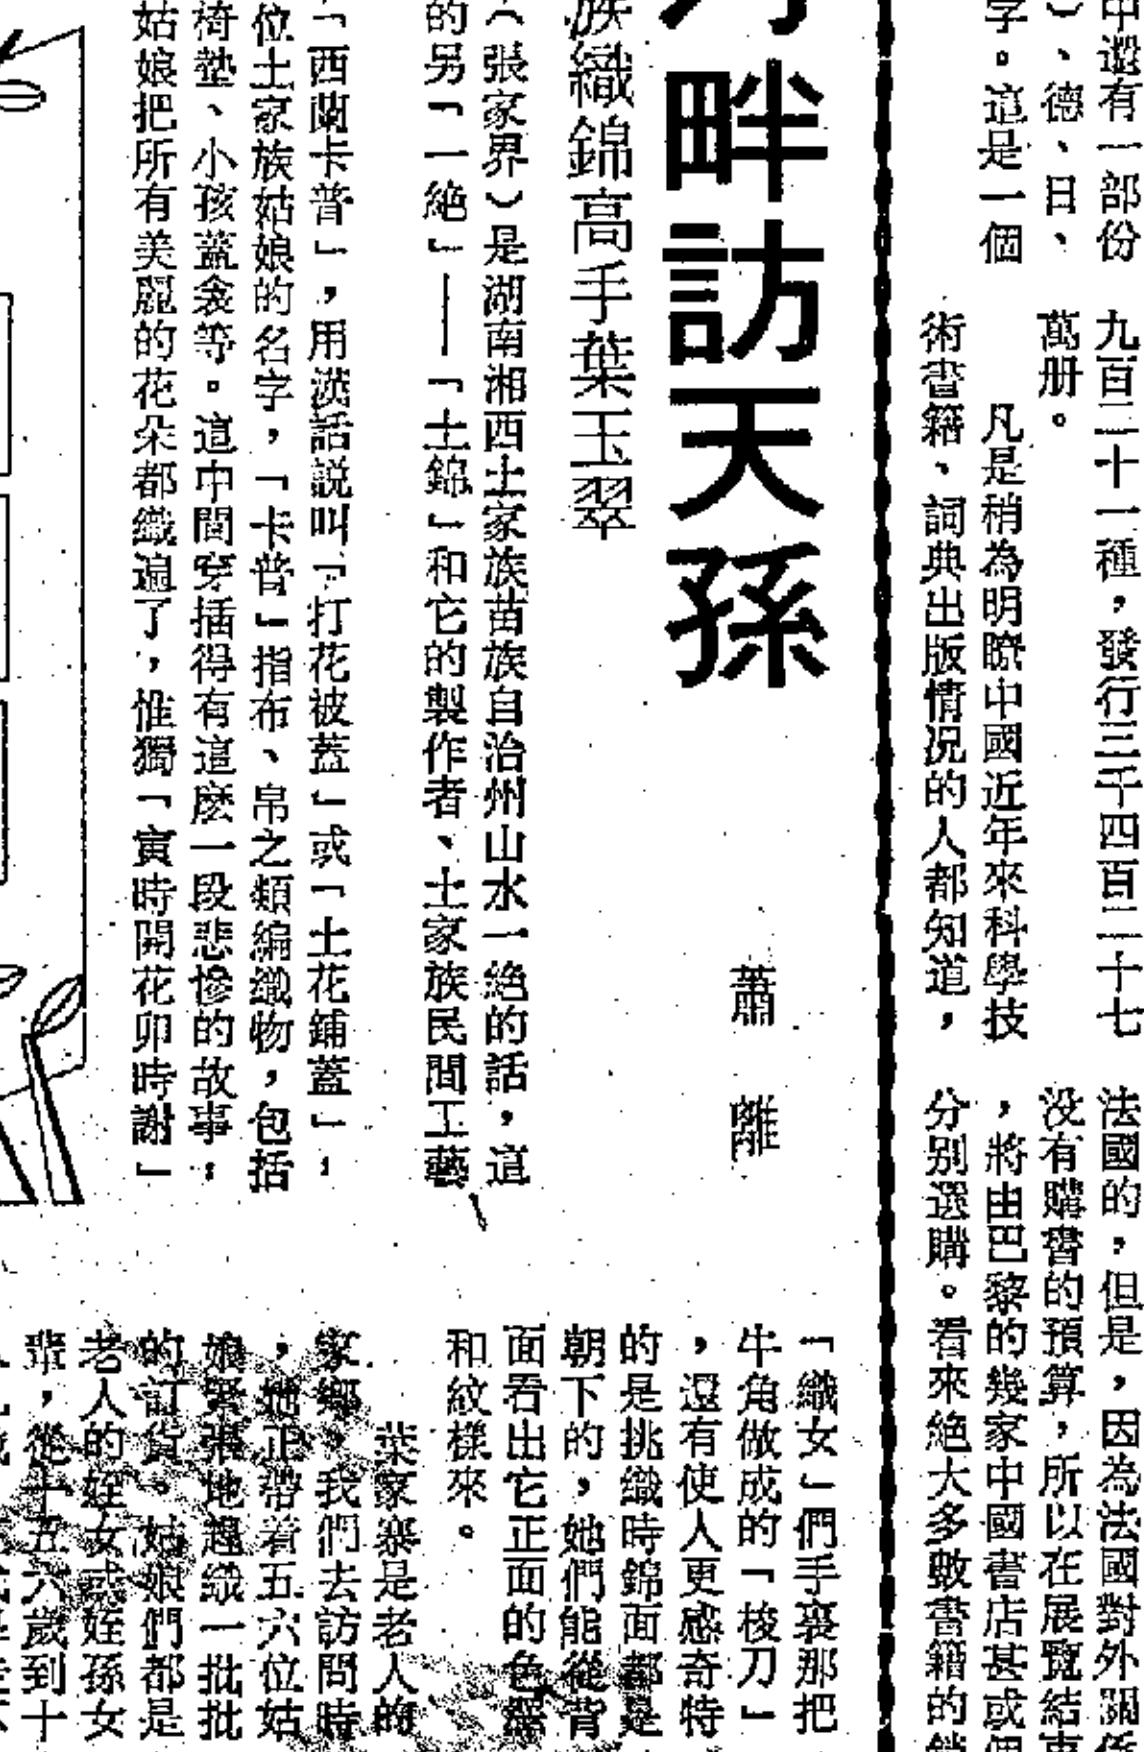 中還有一部份
、德、日、
字。這是一個
九百二十一種，發行三千四百二十七
萬册。
凡是稍為明瞭中國近年來科學技
術書籍、詞典出版情況的人都知道，
法國的，但是，因為法國對外關係
没有購書的預算，所以在展覽結束
，將由巴黎的幾家中國書店甚或個
分别選購。看來絕大多數書籍的銷
畔訪天孫
族織錦高手葉玉翠
蕭離
（張家界）是湖南湘西土家族苗族自治州山水一絶的話，這
的另「一絶」——「土錦」和它的製作者、土家族民間工藝
「西蘭卡普」，用漢話説叫「打花被蓋」或「土花鋪蓋」，
位土家族姑娘的名字，「卡普」指布、帛之類編織物，包括
椅墊、小孩蓋衾等。這中間穿插得有這麽一段悲慘的故事，
姑娘把所有美麗的花朵都織遍了，惟獨「寅時開花卯時謝」
「織女」們手裏那把
牛角做成的「梭刀」
，還有使人更感奇特
的是挑織時錦面都是
朝下的，她們能從背
面看出它正面的色澤
和紋樣來。
葉家寨是老人的
家鄉，我們去訪問時
，她正帶着五六位姑
娘緊張地趕織一批批
的訂貨。姑娘們都是
老人的姪女或姪孫女
輩，從十五六歲到十